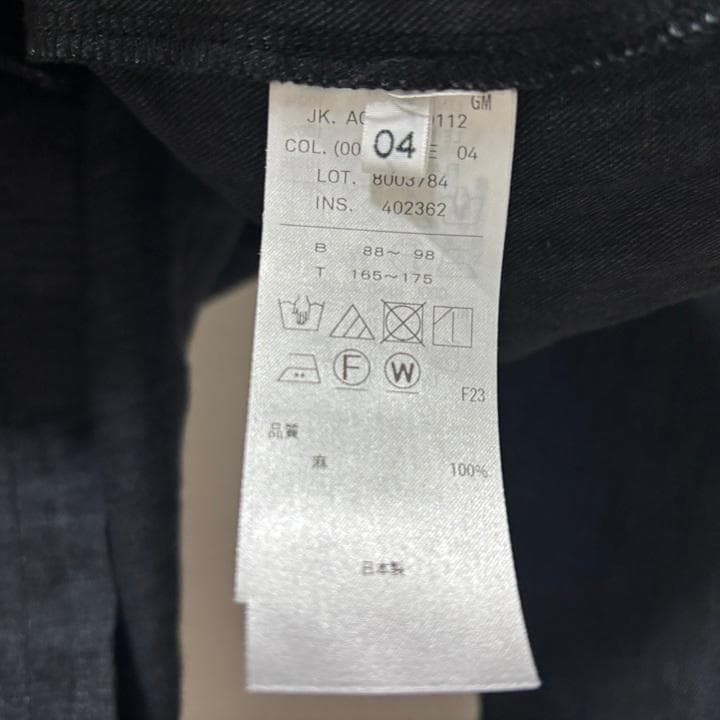 GM
JK. 112
04
COL. (00 04
LOT. 8003784
INS. 402362
B 88～ 98
T 165～175
F W
F23
品質
麻 100%
日本製